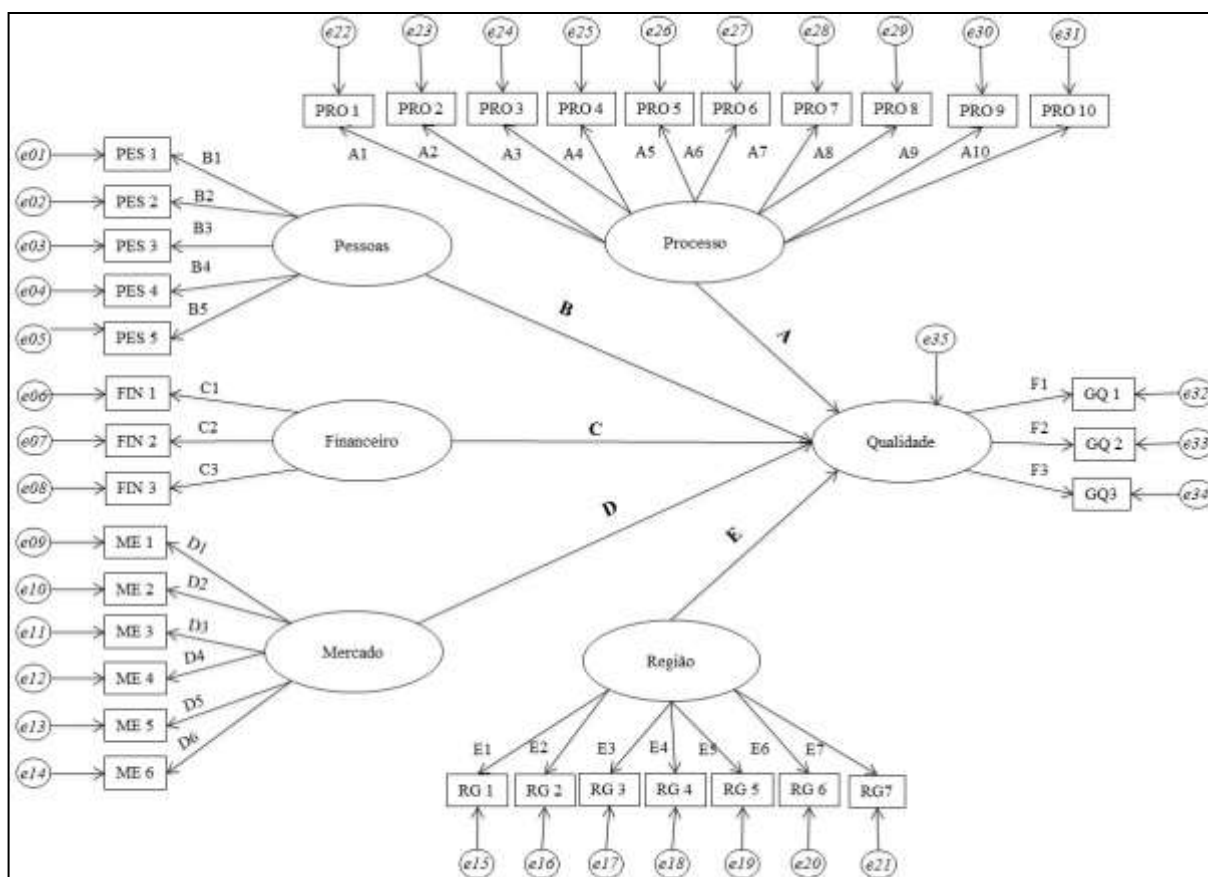 e22 e23 e24 e25 e26 e27 e28 e29 e30 e31
PRO 1 PRO 2 PRO 3 PRO 4 PRO 5 PRO 6 PRO 7 PRO 8 PRO 9 PRO 10
A1 A2 A3 A4 A5 A6 A7 A8 A9 A10
Processo
A
e01 PES 1 B1
e02 PES 2 B2
e03 PES 3 B3
e04 PES 4 B4
e05 PES 5 B5
Pessoas
B
e06 FIN 1 C1
e07 FIN 2 C2
e08 FIN 3 C3
Financeiro
C
e35
Qualidade
F1 GQ 1 e32
F2 GQ 2 e33
F3 GQ3 e34
e09 ME 1 D1
e10 ME 2 D2
e11 ME 3 D3
e12 ME 4 D4
e13 ME 5 D5
e14 ME 6 D6
Mercado
D
E
Região
E1 E2 E3 E4 E5 E6 E7
RG 1 RG 2 RG 3 RG 4 RG 5 RG 6 RG7
e15 e16 e17 e18 e19 e20 e21